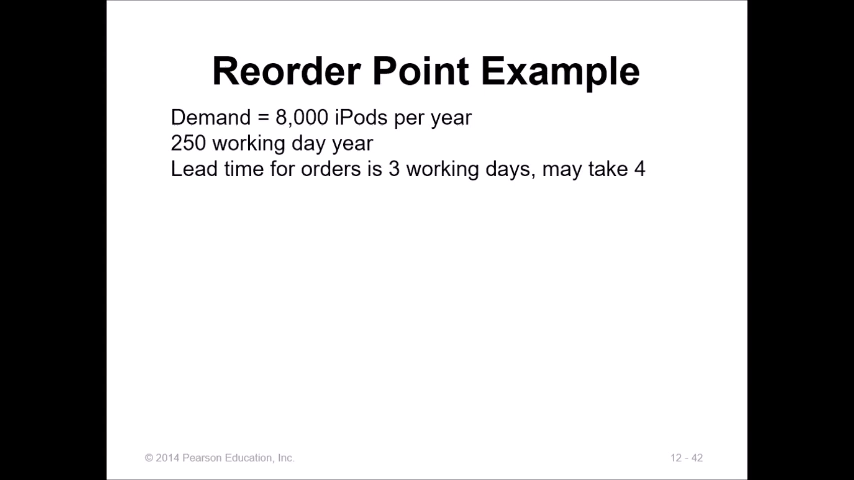 Reorder Point Example
Demand = 8,000 iPods per year
250 working day year
Lead time for orders is 3 working days, may take 4
© 2014 Pearson Education, Inc.
12 - 42